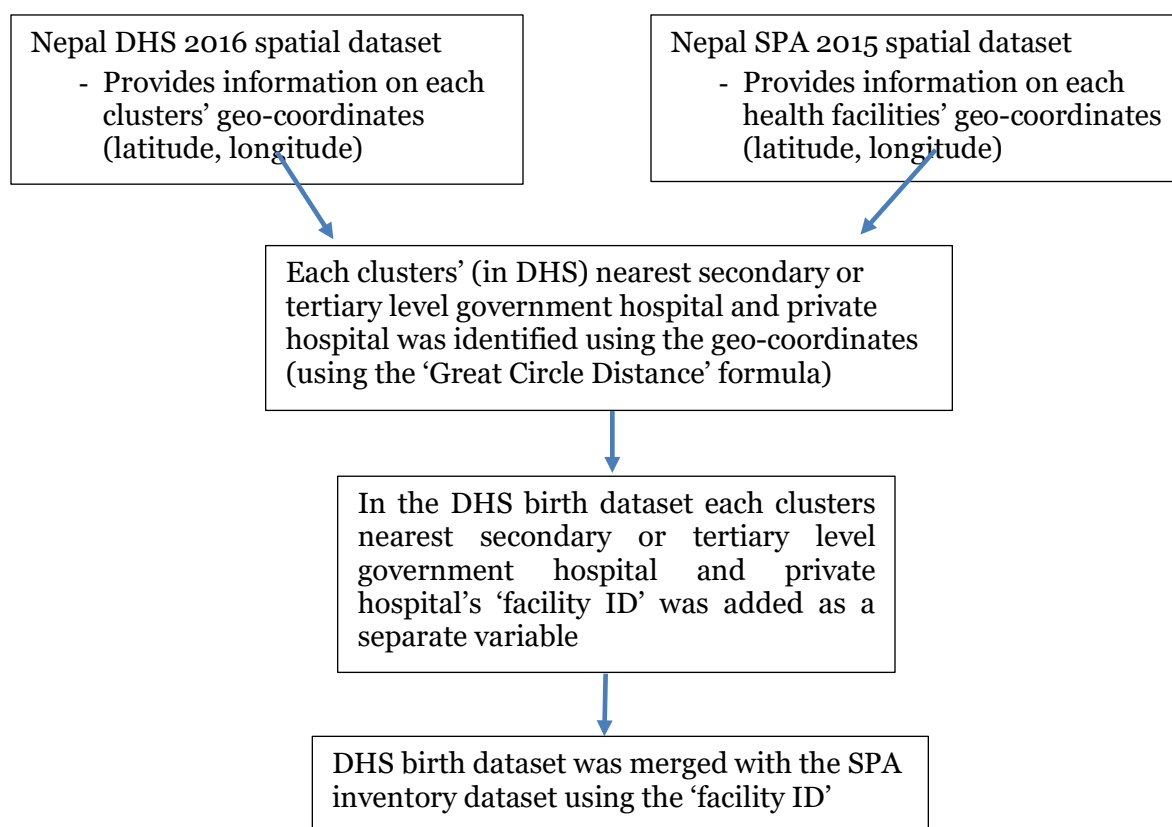 Nepal DHS 2016 spatial dataset
- Provides information on each
clusters’ geo-coordinates
(latitude, longitude)
Nepal SPA 2015 spatial dataset
- Provides information on each
health facilities’ geo-coordinates
(latitude, longitude)
Each clusters’ (in DHS) nearest secondary or
tertiary level government hospital and private
hospital was identified using the geo-coordinates
(using the ‘Great Circle Distance’ formula)
In the DHS birth dataset each clusters
nearest secondary or tertiary level
government hospital and private
hospital’s ‘facility ID’ was added as a
separate variable
DHS birth dataset was merged with the SPA
inventory dataset using the ‘facility ID’